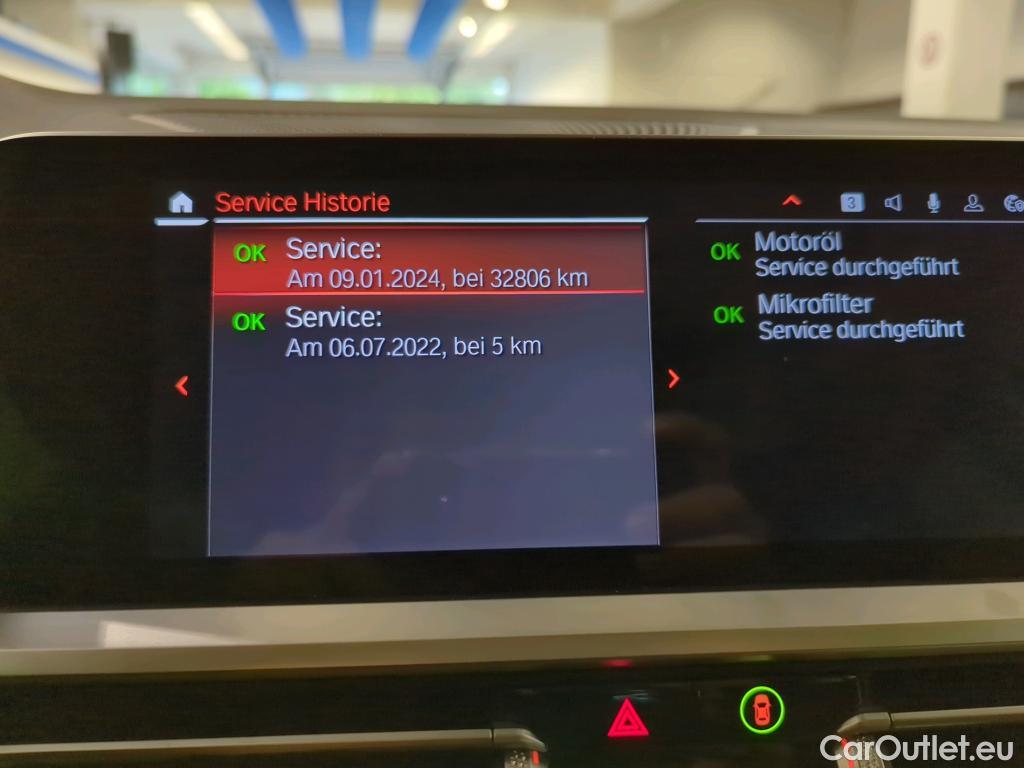 Service Historie
3
OK Service:
Am 09.01.2024, bei 32806 km
OK Service:
Am 06.07.2022, bei 5 km
OK Motoröl
Service durchgeführt
OK Mikrofilter
Service durchgeführt
CarOutlet.eu